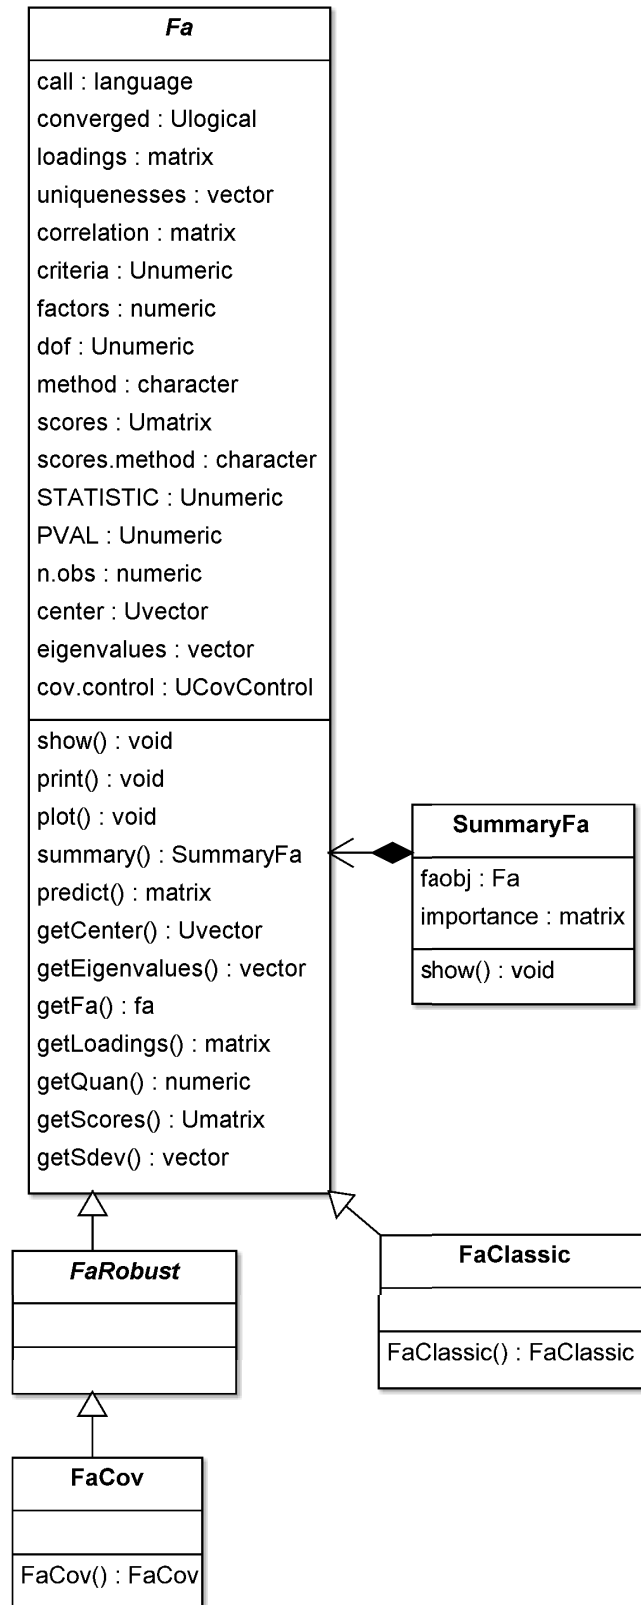 Fa
call : language
converged : Ulogical
loadings : matrix
uniquenesses : vector
correlation : matrix
criteria : Unumeric
factors : numeric
dof : Unumeric
method : character
scores : Umatrix
scores.method : character
STATISTIC : Unumeric
PVAL : Unumeric
n.obs : numeric
center : Uvector
eigenvalues : vector
cov.control : UCovControl
show() : void
print() : void
plot() : void
summary() : SummaryFa
predict() : matrix
getCenter() : Uvector
getEigenvalues() : vector
getFa() : fa
getLoadings() : matrix
getQuan() : numeric
getScores() : Umatrix
getSdev() : vector
SummaryFa
faobj : Fa
importance : matrix
show() : void
FaRobust
FaClassic
FaClassic() : FaClassic
FaCov
FaCov() : FaCov